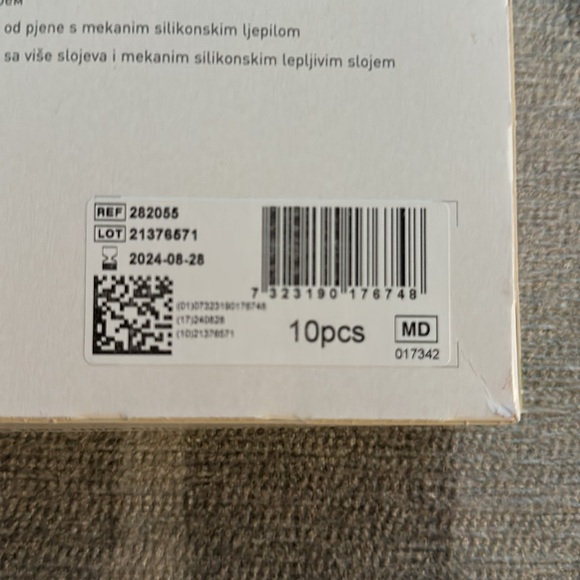 od pjene s mekanim silikonskim ljepilom
sa više slojeva i mekanim silikonskim lepljivim slojem
REF 282055
LOT 21376571
2024-08-28
7 323190 176748
(01)07323190176748
(17)240828
(10)21376571
10pcs
MD
017342